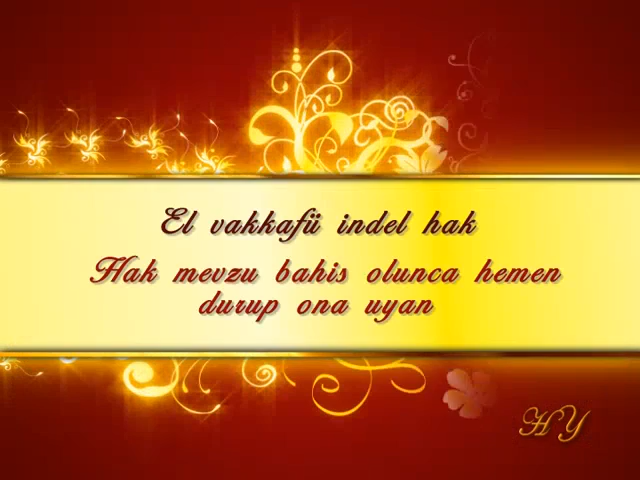 El vakkafü indel hak
Hak mevzu bahis olunca hemen
durup ona uyan
HY